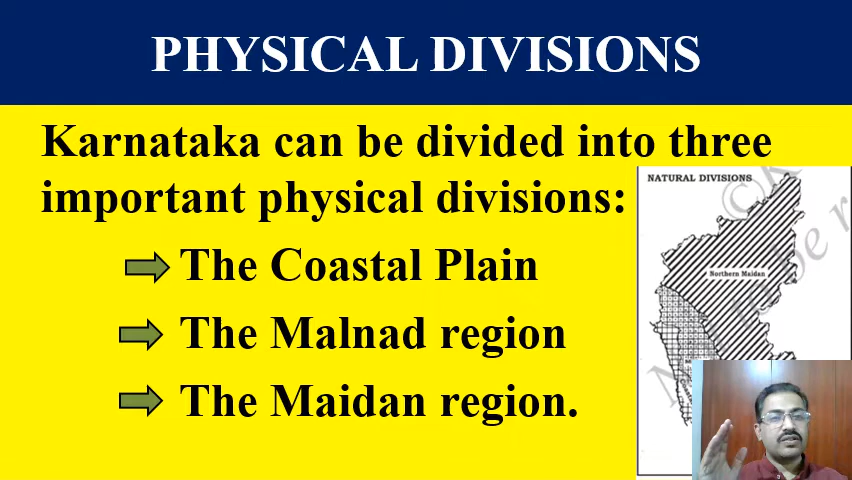 PHYSICAL DIVISIONS
Karnataka can be divided into three
important physical divisions:
The Coastal Plain
The Malnad region
The Maidan region.
NATURAL DIVISIONS
Northern Maidan